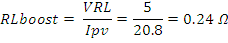 RLboost = VRL / Ipv = 5 / 20.8 = 0.24 Ω